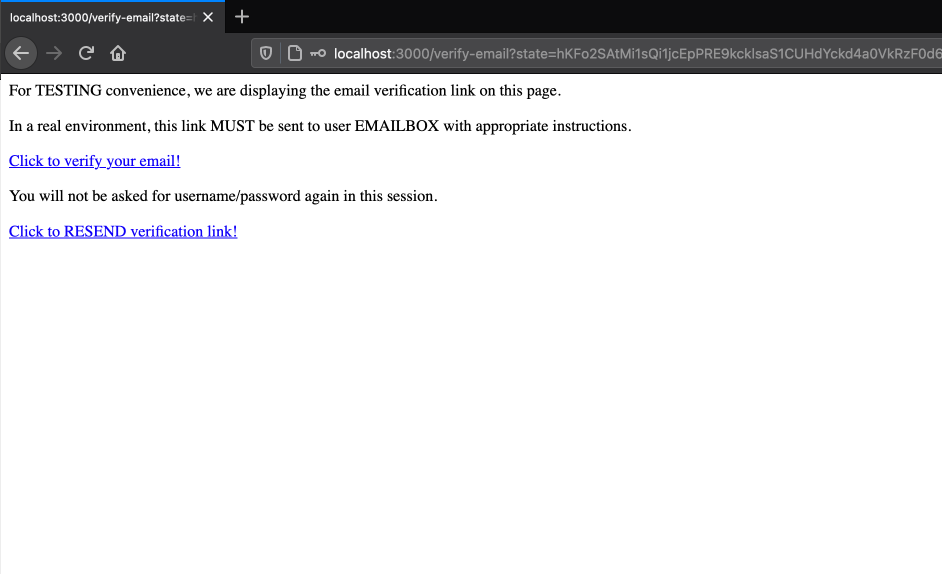 localhost:3000/verify-email?state=
localhost:3000/verify-email?state=hKFo2SAtMi1sQi1jcEpPRE9kcklsaS1CUHdYckd4a0VkRzF0d6
For TESTING convenience, we are displaying the email verification link on this page.
In a real environment, this link MUST be sent to user EMAILBOX with appropriate instructions.
Click to verify your email!
You will not be asked for username/password again in this session.
Click to RESEND verification link!